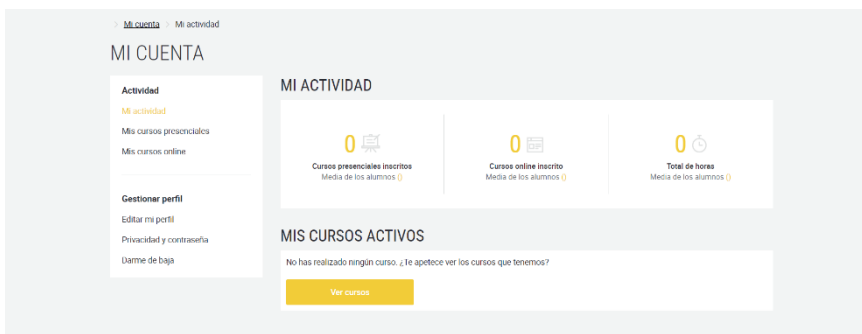 > Mi cuenta > Mi actividad
MI CUENTA
Actividad
Mi actividad
Mis cursos presenciales
Mis cursos online
Gestionar perfil
Editar mi perfil
Privacidad y contraseña
Darme de baja
MI ACTIVIDAD
0
Cursos presenciales inscritos
Media de los alumnos ()
0
Cursos online inscrito
Media de los alumnos ()
0
Total de horas
Media de los alumnos ()
MIS CURSOS ACTIVOS
No has realizado ningún curso. ¿Te apetece ver los cursos que tenemos?
Ver cursos